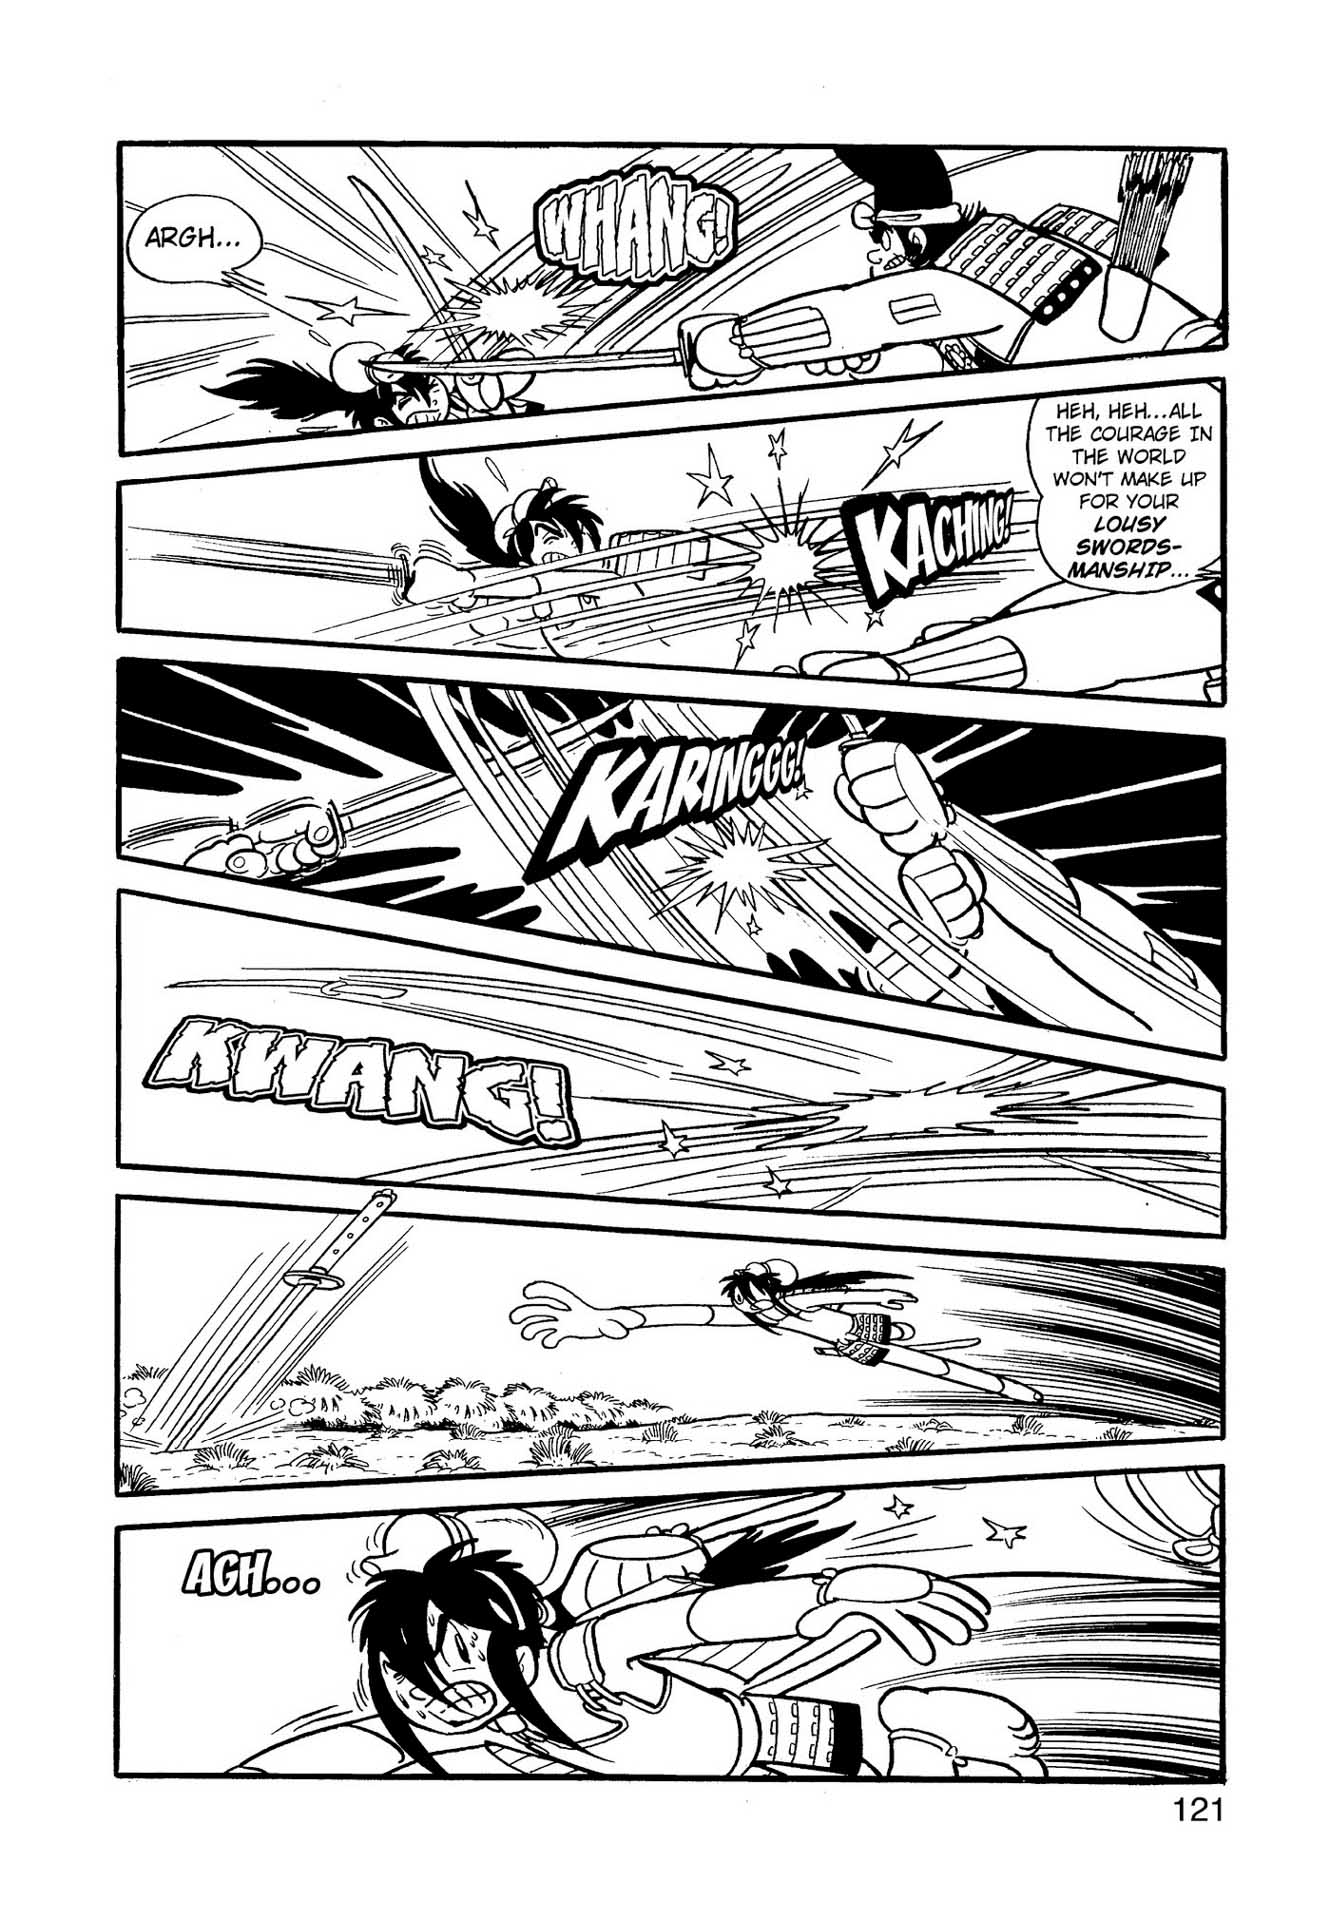 ARGH...
WHANG!
HEH, HEH...ALL
THE COURAGE IN
THE WORLD
WON'T MAKE UP
FOR YOUR
LOUSY
SWORDS-
MANSHIP...
KACHING!
KARINGGG!
KWANG!
AGH...
121